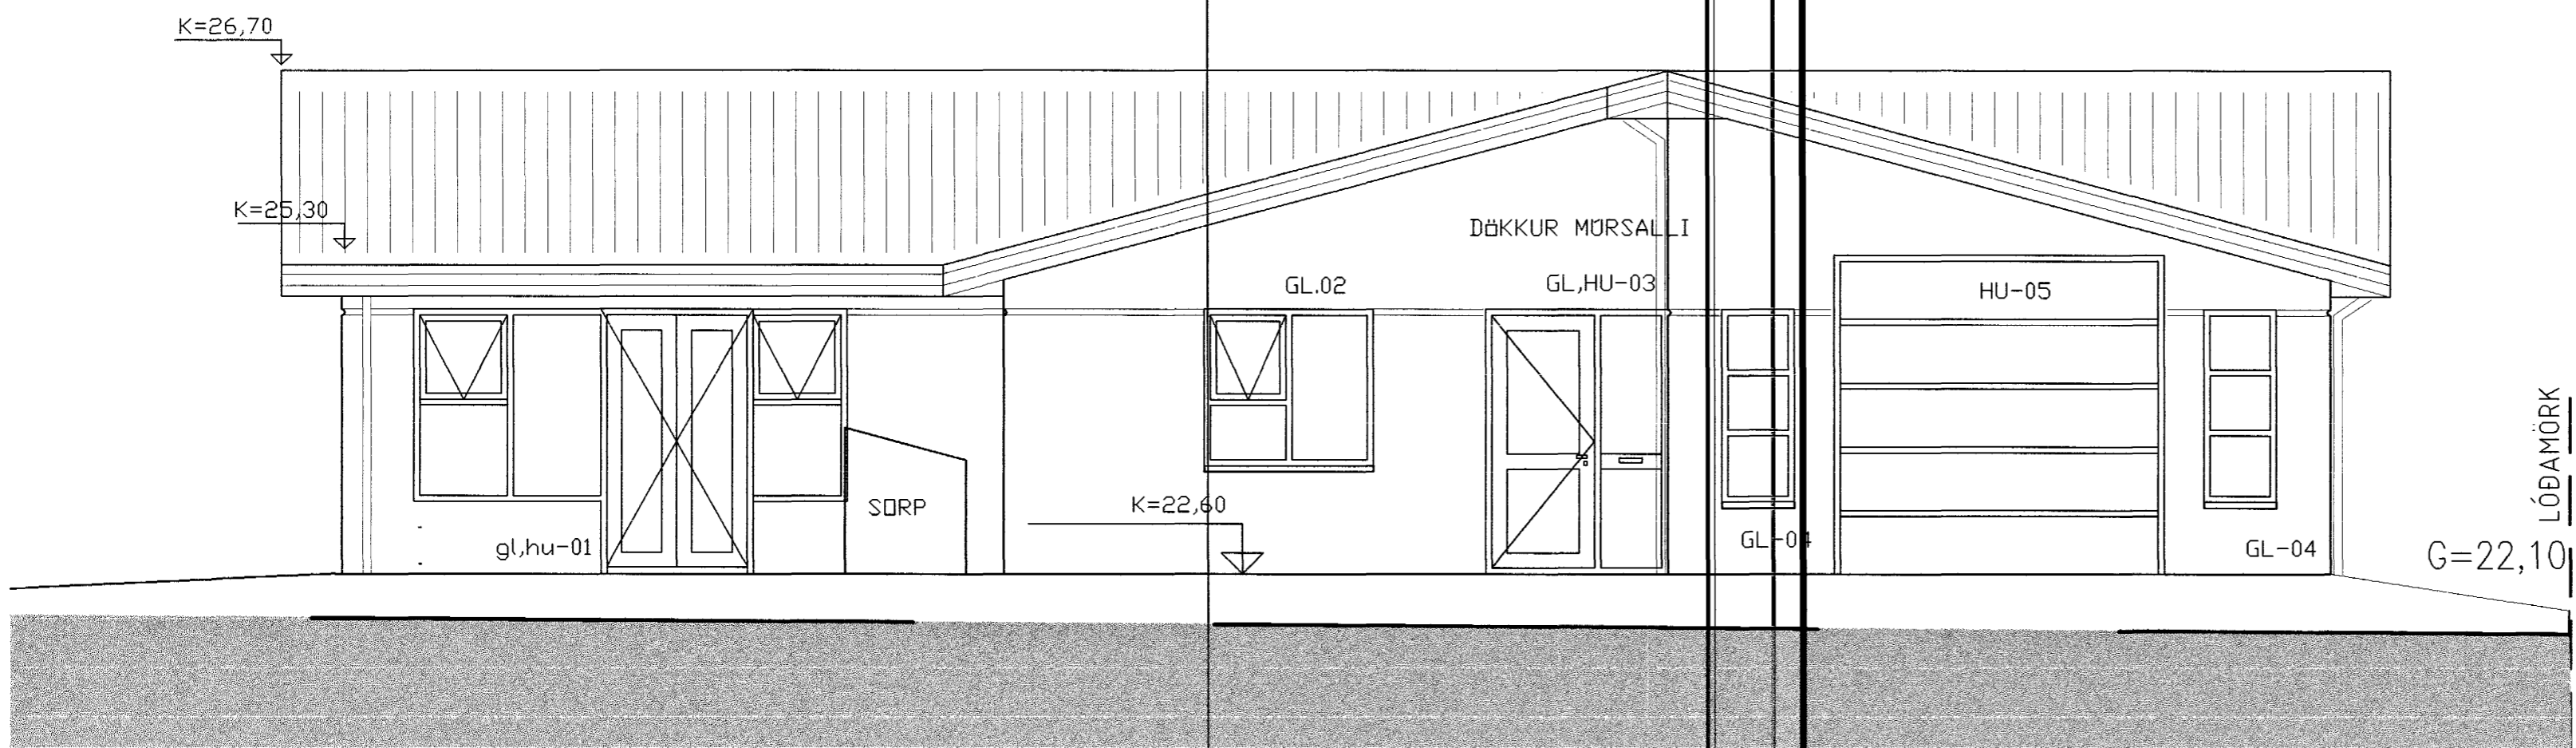 K=26,70
K=25,30
DÖKKUR MÚRSALLI
GL.02
GL,HU-03
HU-05
K=22,60
SORP
gl,hu-01
GL-04
GL-04
LÓÐAMÖRK
G=22,10